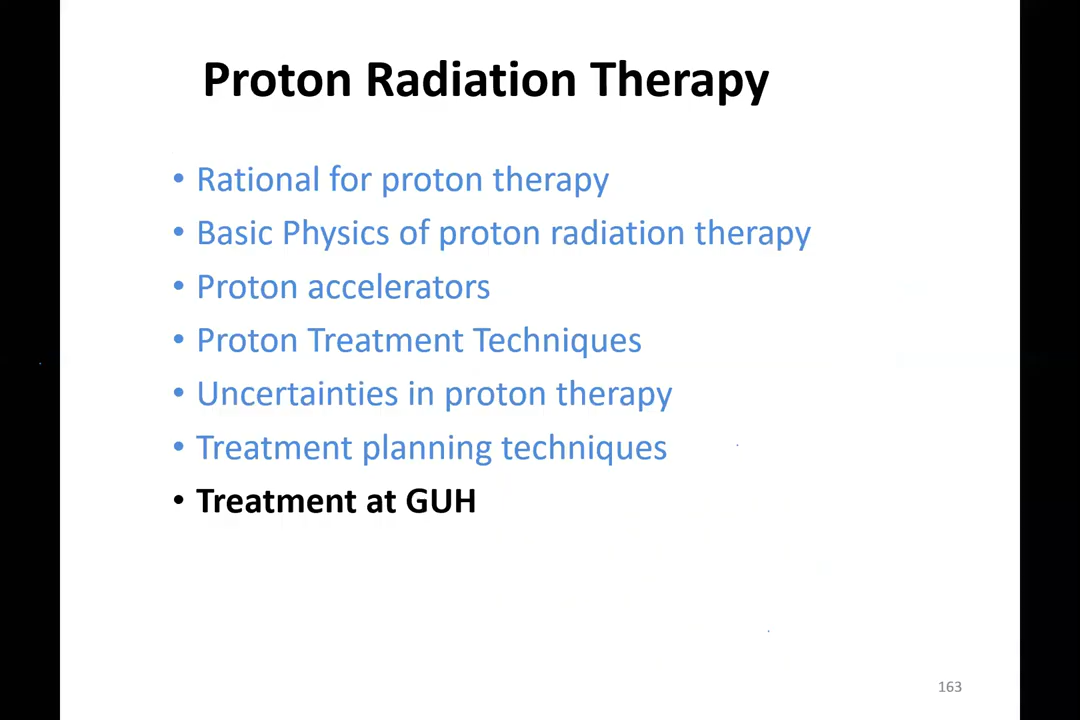 Proton Radiation Therapy
• Rational for proton therapy
• Basic Physics of proton radiation therapy
• Proton accelerators
• Proton Treatment Techniques
• Uncertainties in proton therapy
• Treatment planning techniques
• Treatment at GUH
163